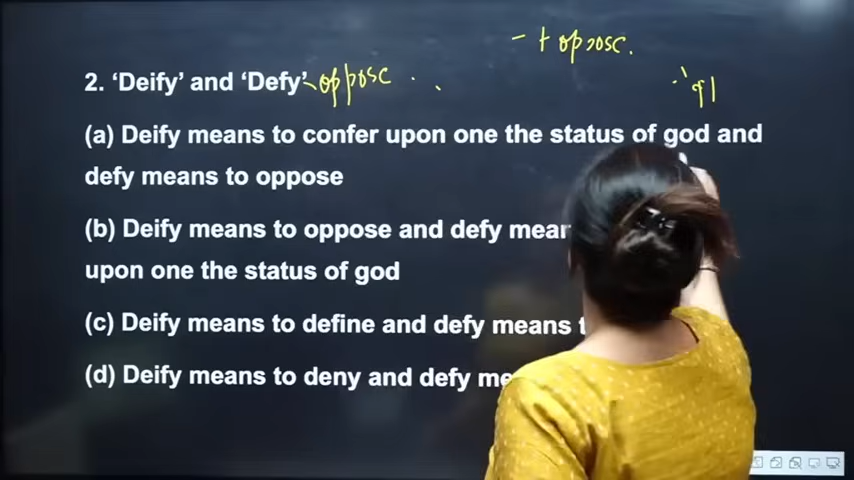 - t oppose.
2. 'Deify' and 'Defy' oppose
(a) Deify means to confer upon one the status of god and
defy means to oppose
(b) Deify means to oppose and defy
upon one the status of god
(c) Deify means to define and defy means
(d) Deify means to deny and defy